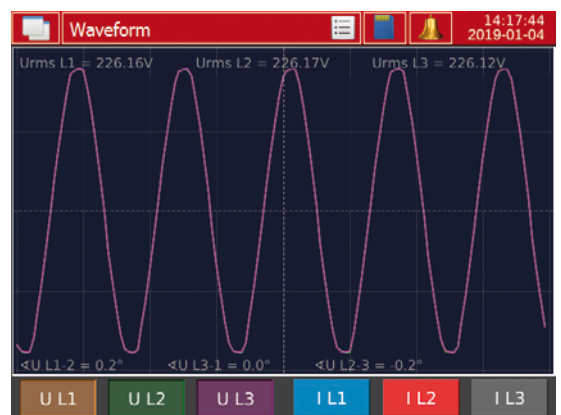 Waveform
14:17:44
2019-01-04
Urms L1 = 226.16V Urms L2 = 226.17V Urms L3 = 226.12V
∢U L1-2 = 0.2° ∢U L3-1 = 0.0° ∢U L2-3 = -0.2°
U L1 U L2 U L3 I L1 I L2 I L3